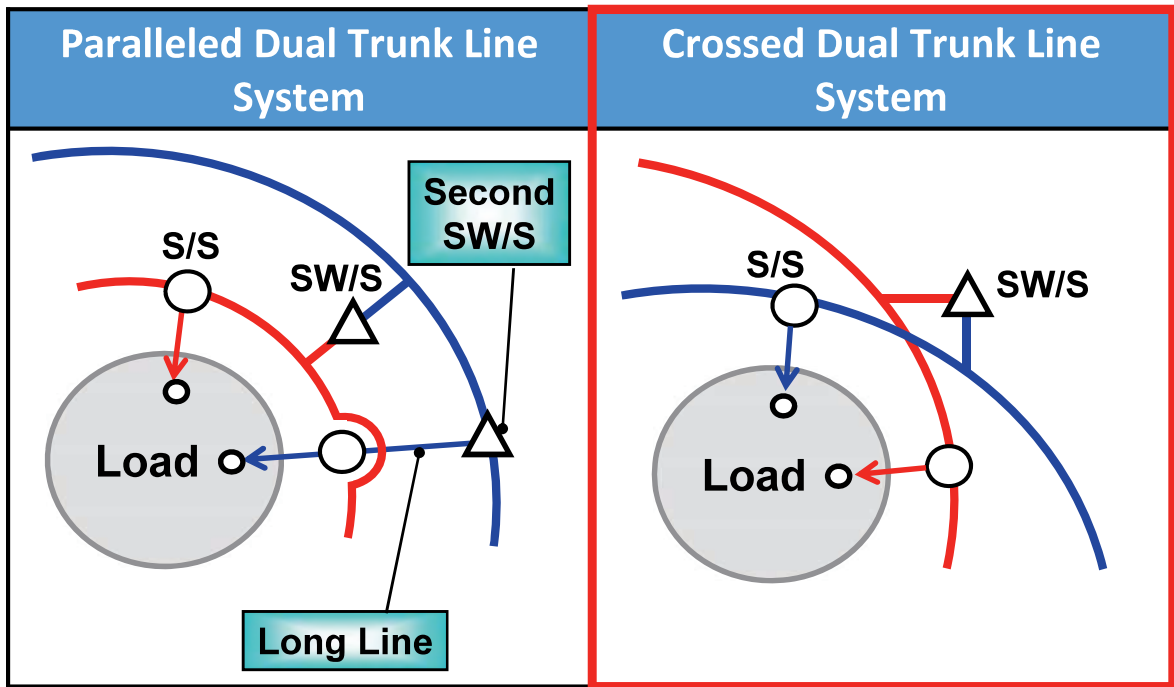 Paralleled Dual Trunk Line
System
Crossed Dual Trunk Line
System
Second
SW/S
S/S
SW/S
Load
Long Line
S/S
SW/S
Load